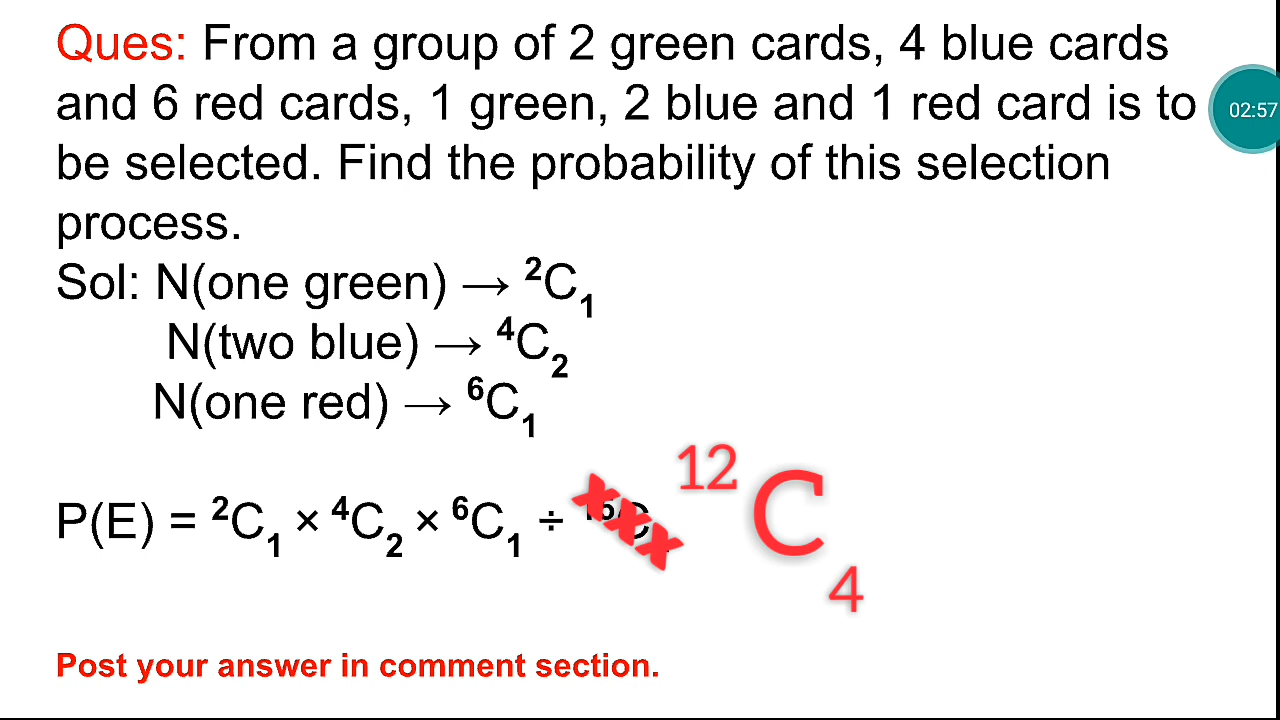 Ques: From a group of 2 green cards, 4 blue cards
and 6 red cards, 1 green, 2 blue and 1 red card is to
be selected. Find the probability of this selection
process.
02:57
Sol: N(one green) → ²C₁
N(two blue) → ⁴C₂
N(one red) → ⁶C₁
P(E) = ²C₁ × ⁴C₂ × ⁶C₁ ÷ xxx ¹²C₄
Post your answer in comment section.